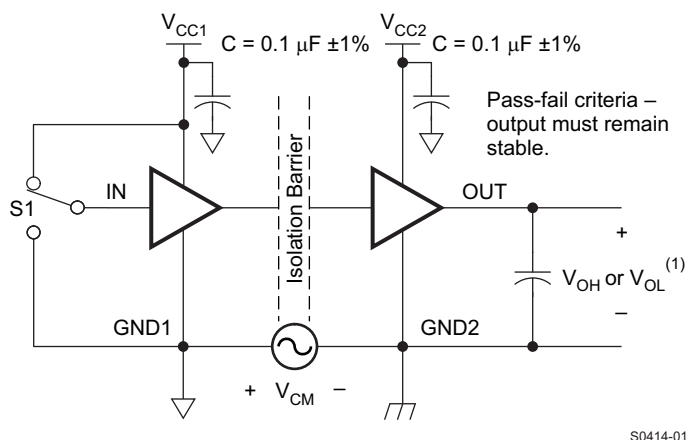 VCC1
C = 0.1 μF ±1%
VCC2
C = 0.1 μF ±1%
Pass-fail criteria –
output must remain
stable.
S1
IN
Isolation Barrier
OUT
+
VOH or VOL(1)
–
GND1
GND2
+ VCM –
S0414-01